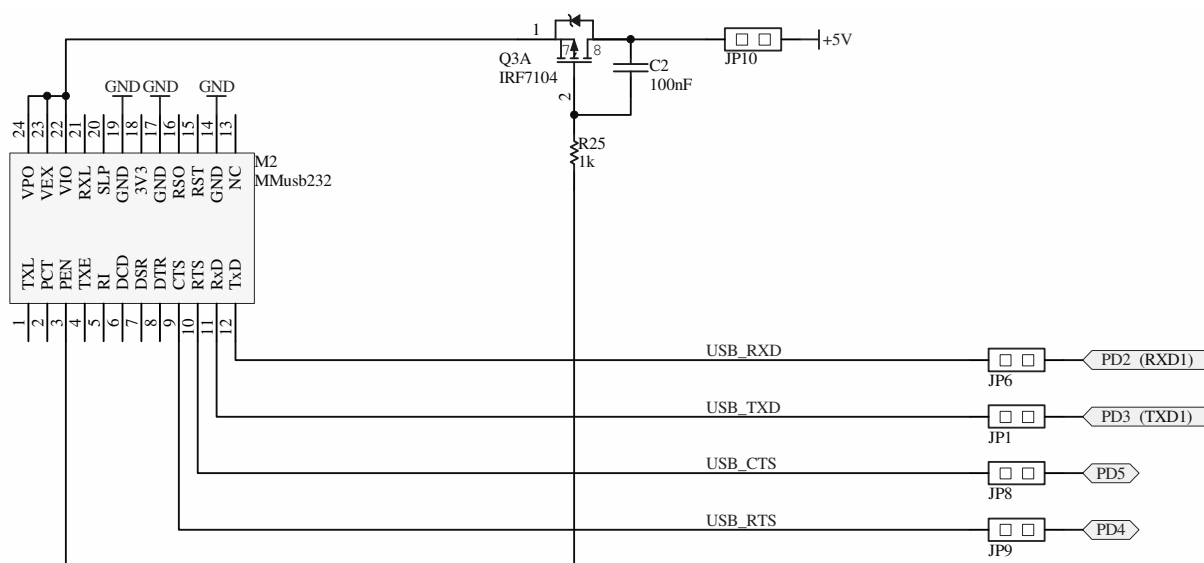 1
7
8
+5V
Q3A
IRF7104
JP10
C2
100nF
2
GND GND GND
24 23 22 21 20 19 18 17 16 15 14 13
R25
1k
M2
MMusb232
VPO VEX VIO RXL SLP GND 3V3 GND RSO RST GND NC
TXL PCT PEN TXE RI DCD DSR DTR CTS RTS RxD TxD
1 2 3 4 5 6 7 8 9 10 11 12
USB_RXD
PD2 (RXD1)
JP6
USB_TXD
PD3 (TXD1)
JP1
USB_CTS
PD5
JP8
USB_RTS
PD4
JP9